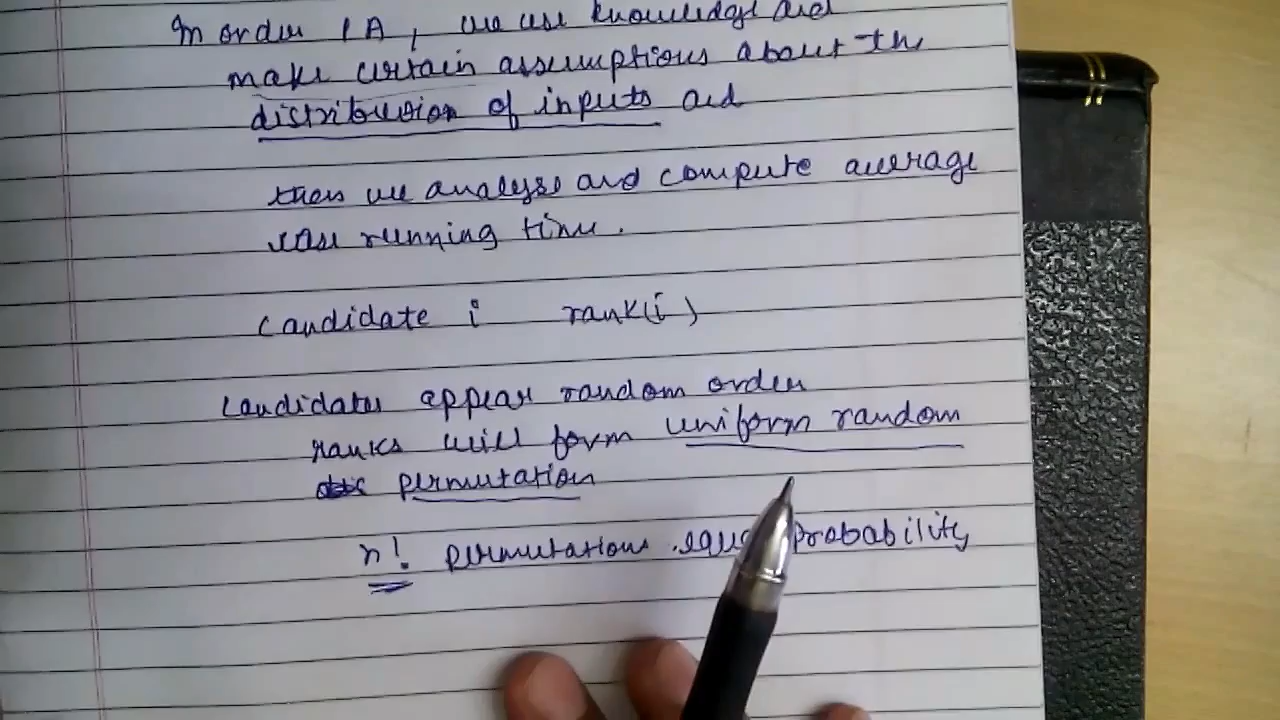 In order PA, we use knowledge and
make certain assumptions about the
distribution of inputs and
then we analyse and compute average
case running time.
candidate i rank(i)
candidates appear random order
ranks will form uniform random
permutation
n! permutations equal probability